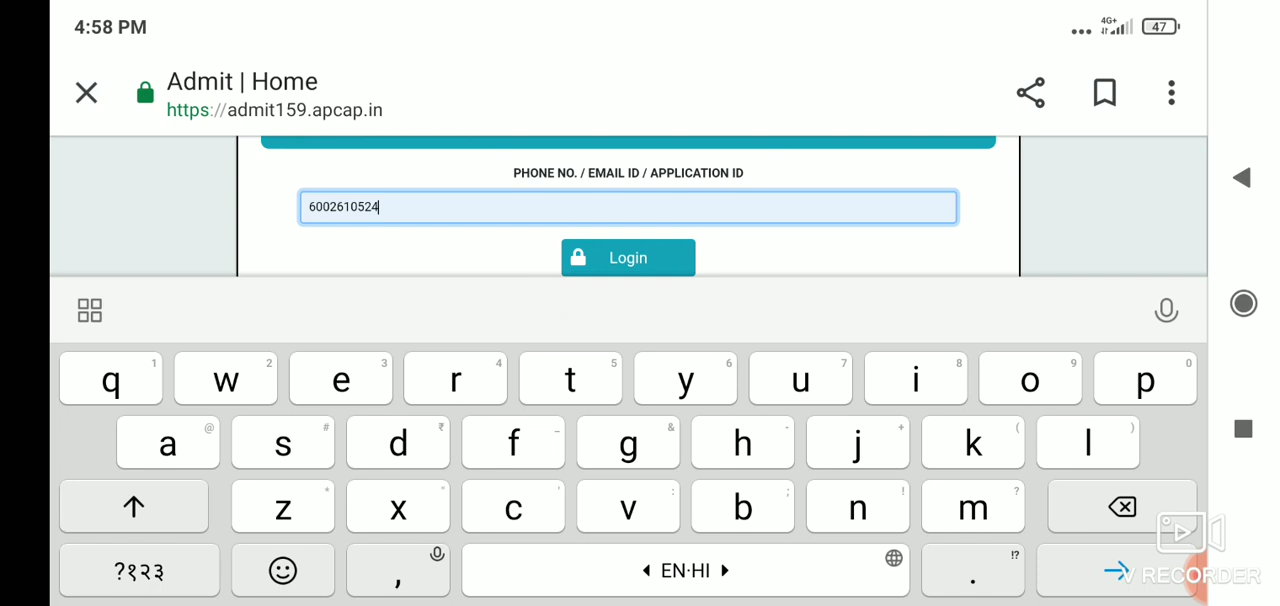 4:58 PM
4G+
47
Admit | Home
https://admit159.apcap.in
PHONE NO. / EMAIL ID / APPLICATION ID
6002610524
Login
q 1 w 2 e 3 r 4 t 5 y 6 u 7 i 8 o 9 p 0
a @ s # d ₹ f _ g & h - j + k ( l )
z * x " c ' v : b ; n ! m ?
?१२३ , EN·HI . !?
V RECORDER